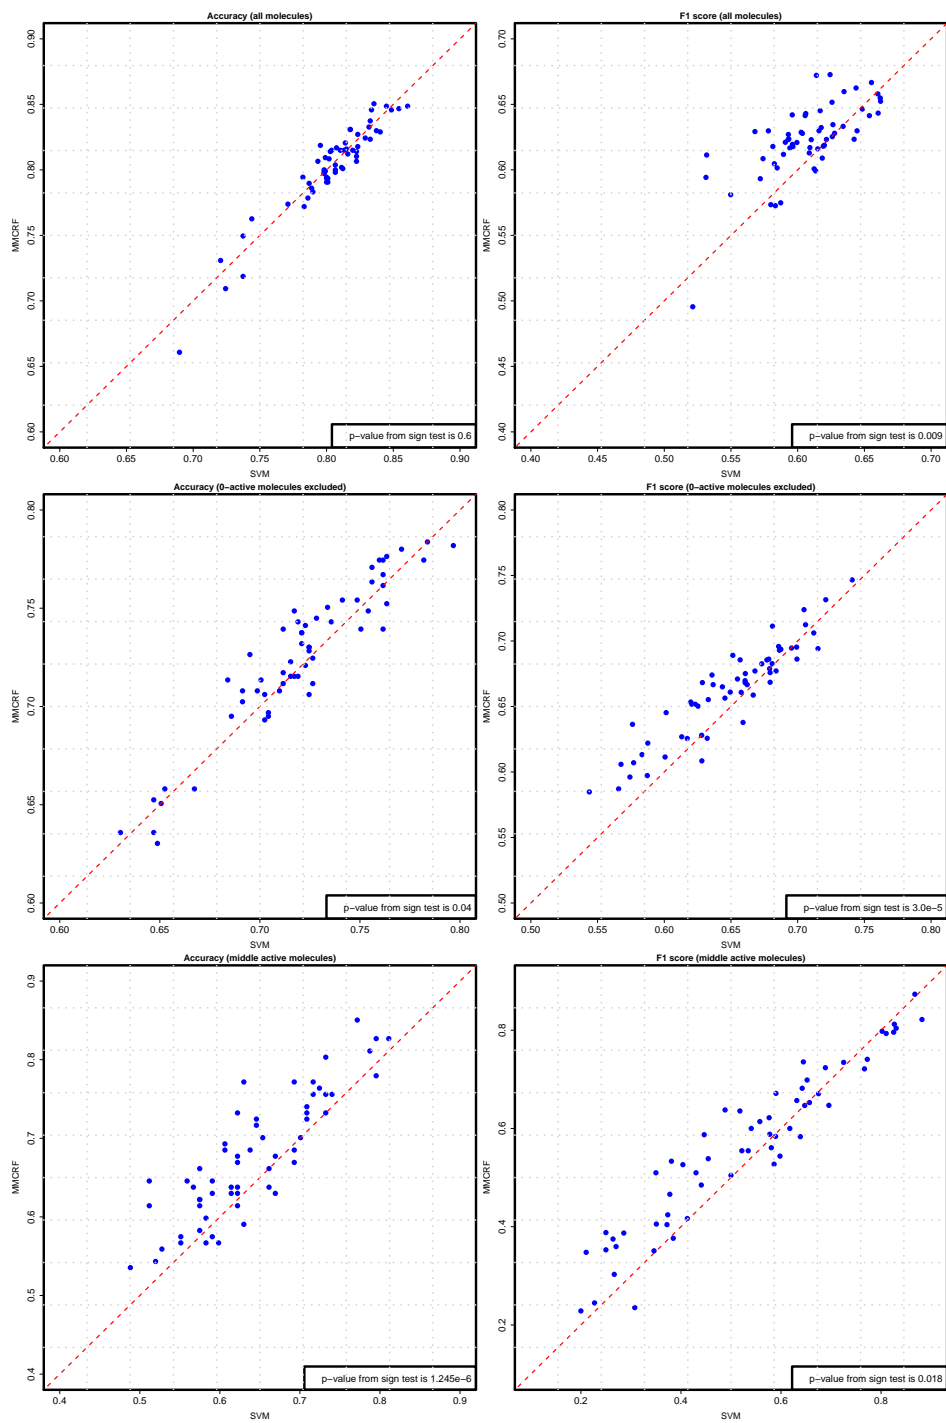 Accuracy (all molecules)
MMCRF
0.60 0.65 0.70 0.75 0.80 0.85 0.90
p−value from sign test is 0.6
0.60 0.65 0.70 0.75 0.80 0.85 0.90
SVM
F1 score (all molecules)
MMCRF
0.40 0.45 0.50 0.55 0.60 0.65 0.70
p−value from sign test is 0.009
0.40 0.45 0.50 0.55 0.60 0.65 0.70
SVM
Accuracy (0−active molecules excluded)
MMCRF
0.60 0.65 0.70 0.75 0.80
p−value from sign test is 0.04
0.60 0.65 0.70 0.75 0.80
SVM
F1 score (0−active molecules excluded)
MMCRF
0.50 0.55 0.60 0.65 0.70 0.75 0.80
p−value from sign test is 3.0e−5
0.50 0.55 0.60 0.65 0.70 0.75 0.80
SVM
Accuracy (middle active molecules)
MMCRF
0.4 0.5 0.6 0.7 0.8 0.9
p−value from sign test is 1.245e−6
0.4 0.5 0.6 0.7 0.8 0.9
SVM
F1 score (middle active molecules)
MMCRF
0.2 0.4 0.6 0.8
p−value from sign test is 0.018
0.2 0.4 0.6 0.8
SVM